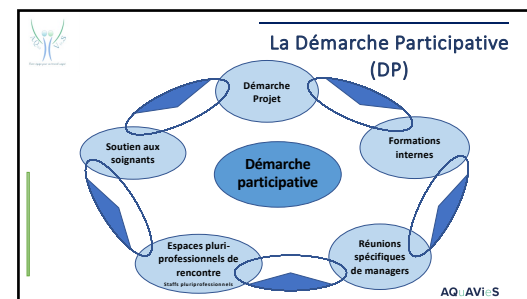 La Démarche Participative
(DP)
Démarche
Projet
Soutien aux
soignants
Formations
internes
Démarche
participative
Espaces pluri-
professionnels de
rencontre
Staffs pluriprofessionnels
Réunions
spécifiques
de managers
AQuAVieS